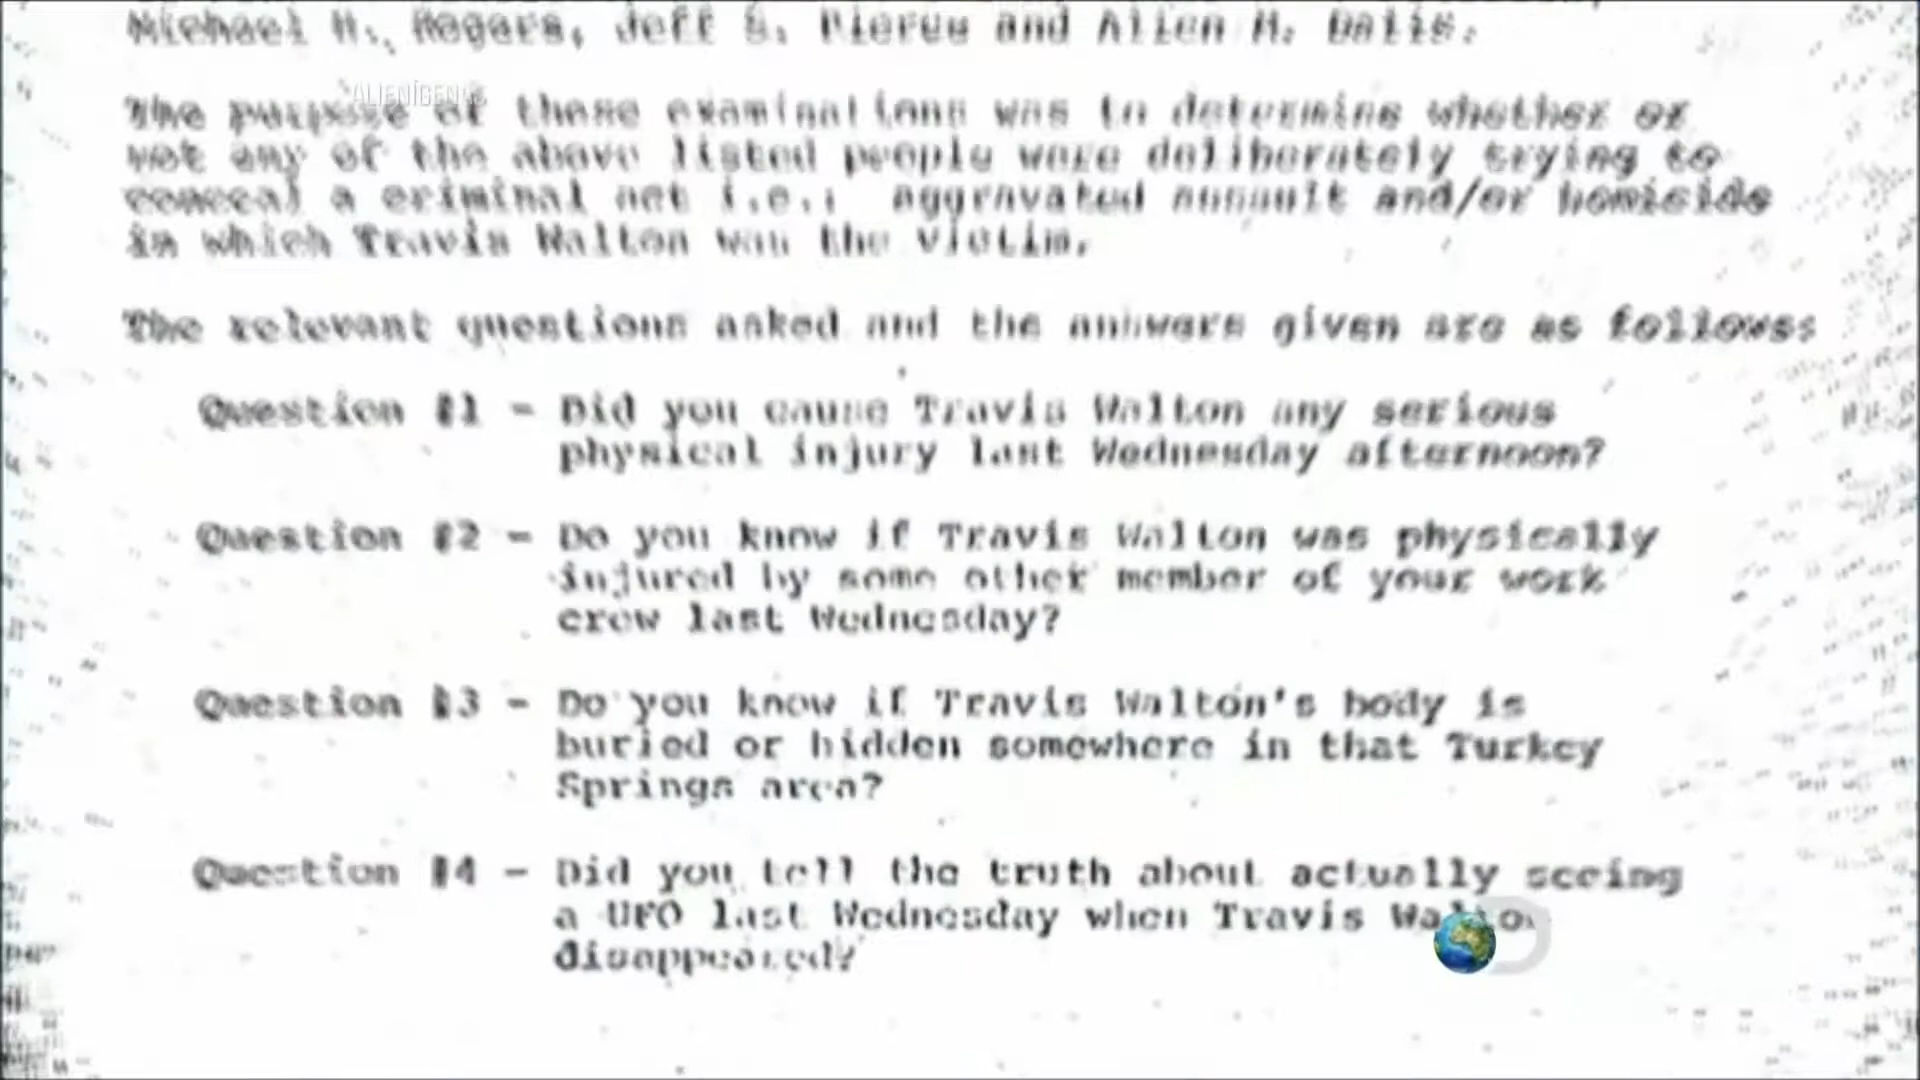 Michael H. Rogers, Jeff S. Pierce and Allen M. Dalis.
ALIENÍGENAS
The purpose of these examinations was to determine whether or
not any of the above listed people were deliberately trying to
conceal a criminal act i.e.; aggravated assault and/or homicide
in which Travis Walton was the victim.
The relevant questions asked and the answers given are as follows:
Question #1 - Did you cause Travis Walton any serious
physical injury last Wednesday afternoon?
Question #2 - Do you know if Travis Walton was physically
injured by some other member of your work
crew last Wednesday?
Question #3 - Do you know if Travis Walton's body is
buried or hidden somewhere in that Turkey
Springs area?
Question #4 - Did you tell the truth about actually seeing
a UFO last Wednesday when Travis Walton
disappeared?